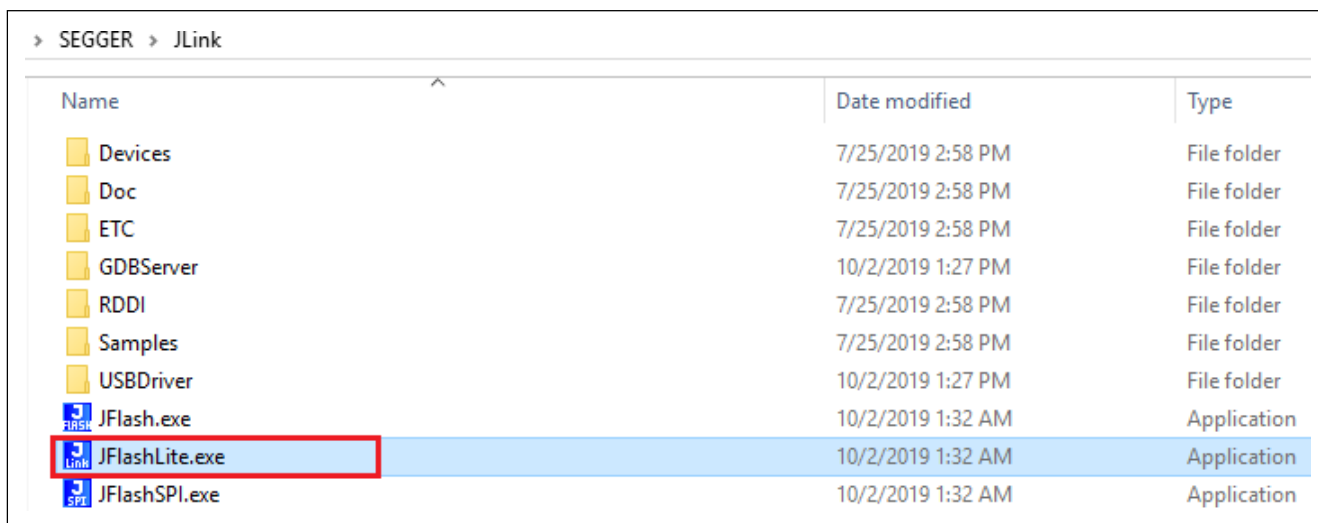 > SEGGER > JLink
Name Date modified Type
Devices 7/25/2019 2:58 PM File folder
Doc 7/25/2019 2:58 PM File folder
ETC 7/25/2019 2:58 PM File folder
GDBServer 10/2/2019 1:27 PM File folder
RDDI 7/25/2019 2:58 PM File folder
Samples 7/25/2019 2:58 PM File folder
USBDriver 10/2/2019 1:27 PM File folder
J FLASH JFlash.exe 10/2/2019 1:32 AM Application
J Link JFlashLite.exe 10/2/2019 1:32 AM Application
J SPI JFlashSPI.exe 10/2/2019 1:32 AM Application